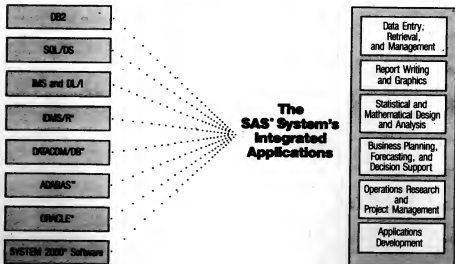 DB2
SQL/DS
IMS and DL/I
IDMS/R*
DATACOM/DB*
ADABAS*
ORACLE*
SYSTEM 2000* Software
The
SAS* System's
Integrated
Applications
Data Entry,
Retrieval,
and Management
Report Writing
and Graphics
Statistical and
Mathematical Design
and Analysis
Business Planning,
Forecasting, and
Decision Support
Operations Research
and
Project Management
Applications
Development